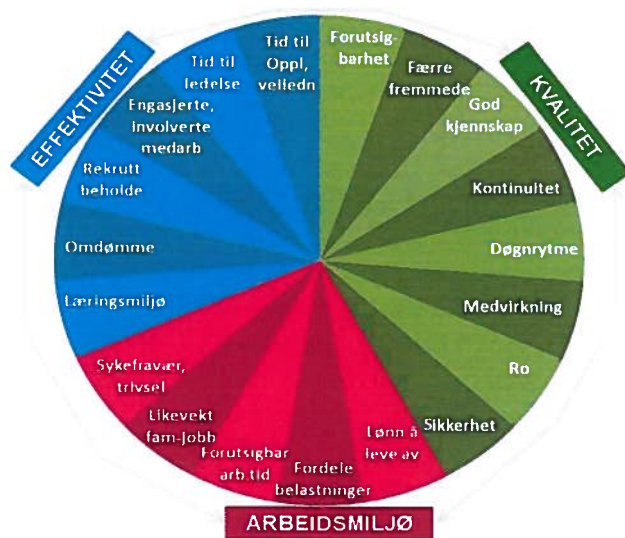 EFFEKTIVITET
KVALITET
ARBEIDSMILJØ
Forutsig-
barhet
Færre
fremmede
God
kjennskap
Kontinuitet
Døgnrytme
Medvirkning
Ro
Sikkerhet
Lønn å
leve av
Fordele
belastninger
Forutsigbar
arb.tid
Likevekt
fam-Jobb
Sykefravær,
trivsel
Læringsmiljø
Omdømme
Rekrutt
beholde
Engasjerte,
involverte
medarb
Tid til
ledelse
Tid til
Oppl,
velledn